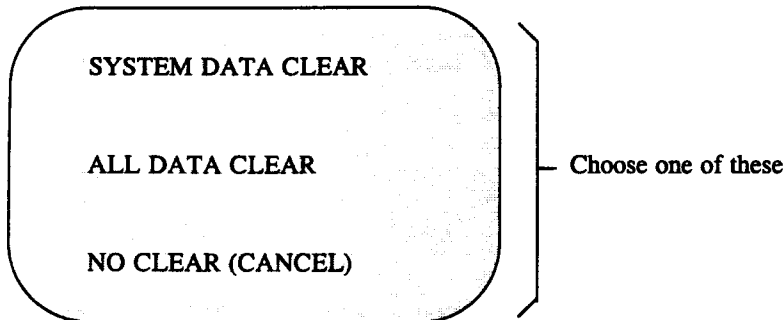 SYSTEM DATA CLEAR
ALL DATA CLEAR
NO CLEAR (CANCEL)
Choose one of these